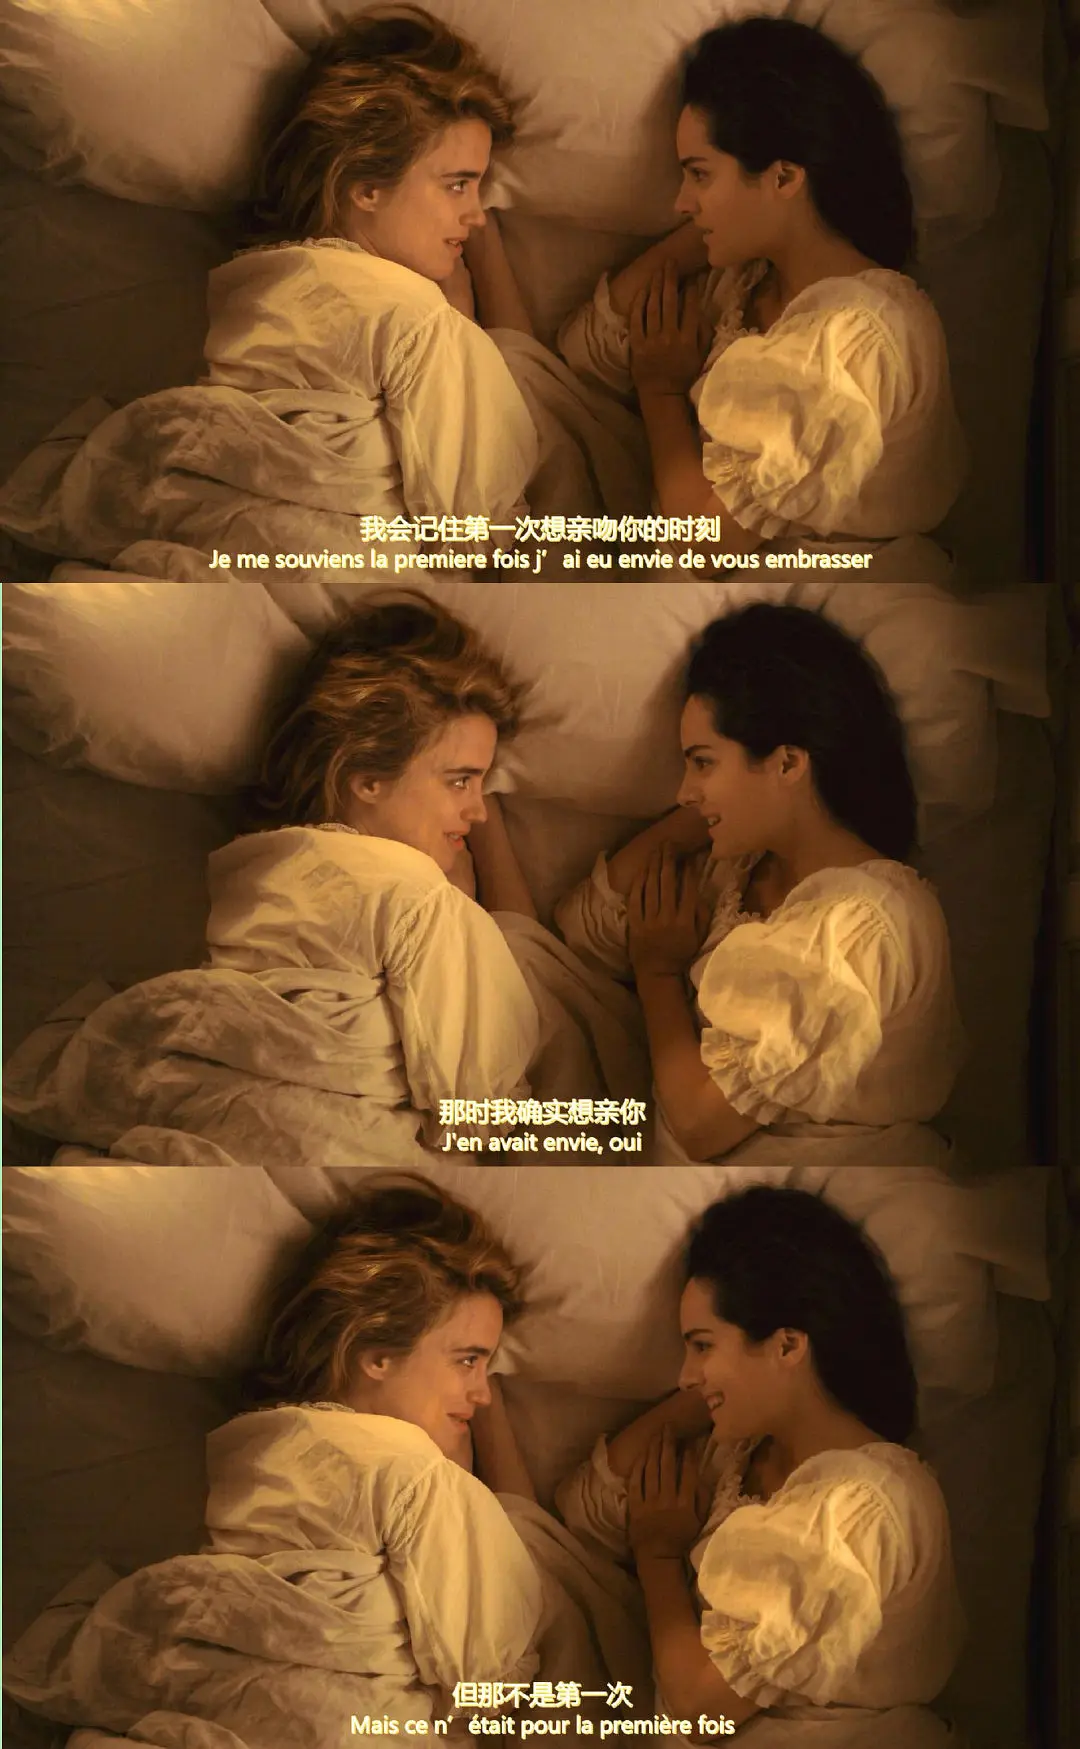 我会记住第一次想亲吻你的时刻
Je me souviens la premiere fois j’ai eu envie de vous embrasser
那时我确实想亲你
J'en avait envie, oui
但那不是第一次
Mais ce n’était pour la première fois